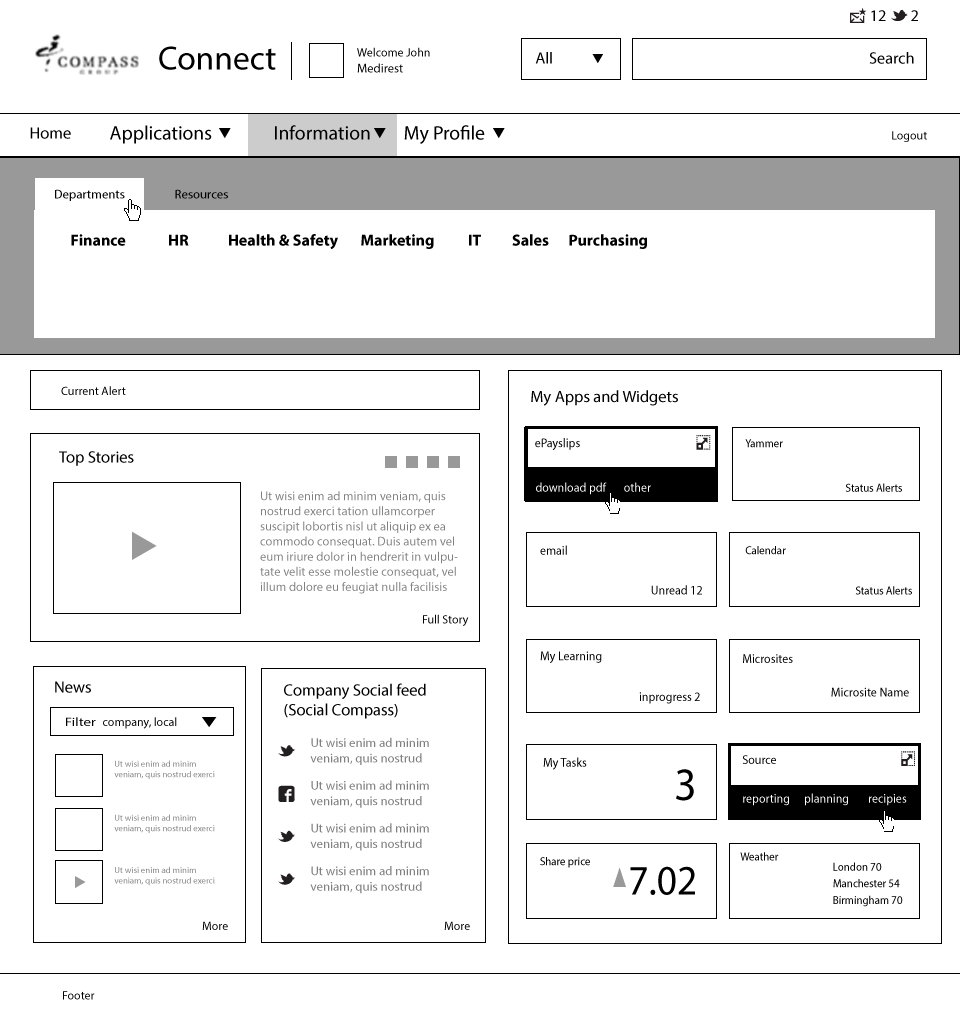 12 2
COMPASS
GROUP
Connect
Welcome John
Medirest
All
Search
Home Applications Information My Profile Logout
Departments Resources
Finance HR Health & Safety Marketing IT Sales Purchasing
Current Alert
Top Stories
Ut wisi enim ad minim veniam, quis
nostrud exerci tation ullamcorper
suscipit lobortis nisl ut aliquip ex ea
commodo consequat. Duis autem vel
eum iriure dolor in hendrerit in vulpu-
tate velit esse molestie consequat, vel
illum dolore eu feugiat nulla facilisis
Full Story
News
Filter company, local
Ut wisi enim ad minim
veniam, quis nostrud exerci
Ut wisi enim ad minim
veniam, quis nostrud exerci
Ut wisi enim ad minim
veniam, quis nostrud exerci
More
Company Social feed
(Social Compass)
Ut wisi enim ad minim
veniam, quis nostrud
Ut wisi enim ad minim
veniam, quis nostrud
Ut wisi enim ad minim
veniam, quis nostrud
Ut wisi enim ad minim
veniam, quis nostrud
More
My Apps and Widgets
ePayslips
download pdf other
Yammer
Status Alerts
email
Unread 12
Calendar
Status Alerts
My Learning
inprogress 2
Microsites
Microsite Name
My Tasks
3
Source
reporting planning recipies
Share price
7.02
Weather
London 70
Manchester 54
Birmingham 70
Footer